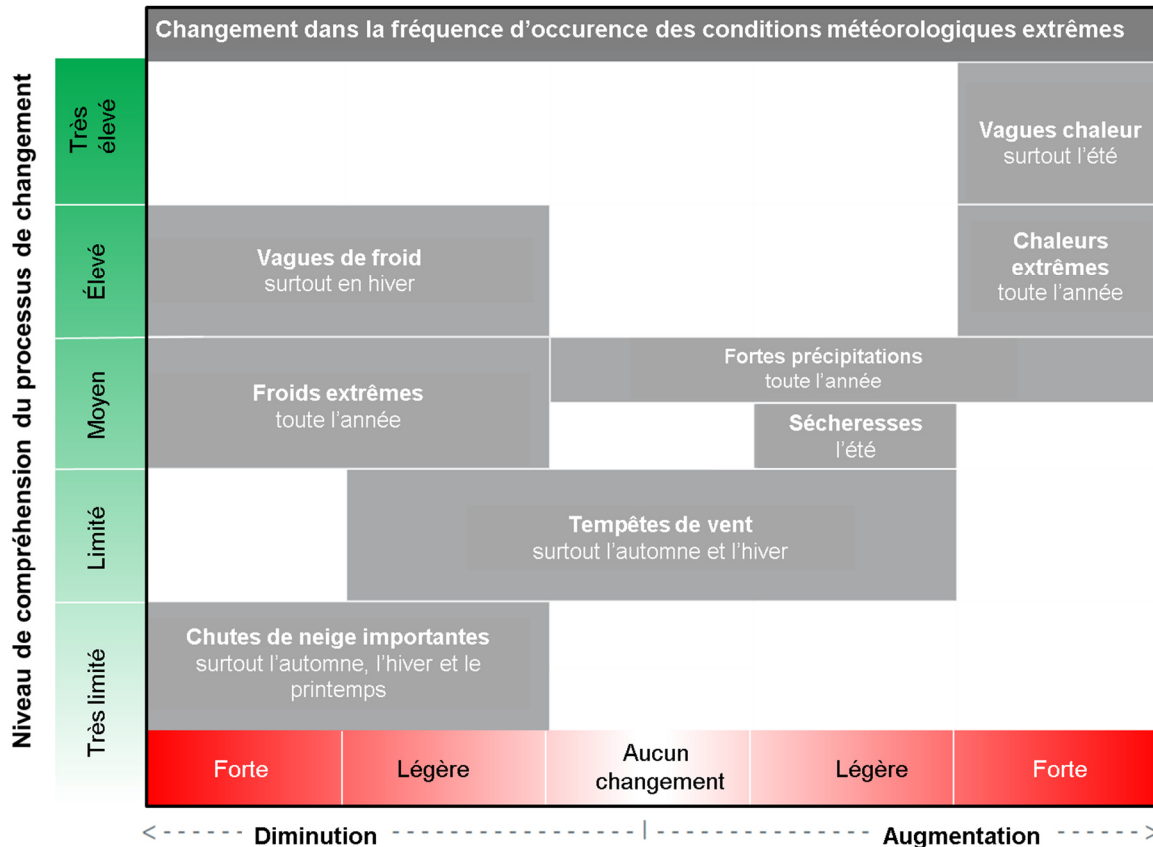 Changement dans la fréquence d'occurence des conditions météorologiques extrêmes
Niveau de compréhension du processus de changement
Très
élevé
Vagues chaleur
surtout l'été
Élevé
Vagues de froid
surtout en hiver
Chaleurs
extrêmes
toute l'année
Moyen
Froids extrêmes
toute l'année
Fortes précipitations
toute l'année
Sécheresses
l'été
Limité
Tempêtes de vent
surtout l'automne et l'hiver
Très limité
Chutes de neige importantes
surtout l'automne, l'hiver et le
printemps
Forte
Légère
Aucun
changement
Légère
Forte
Diminution
Augmentation